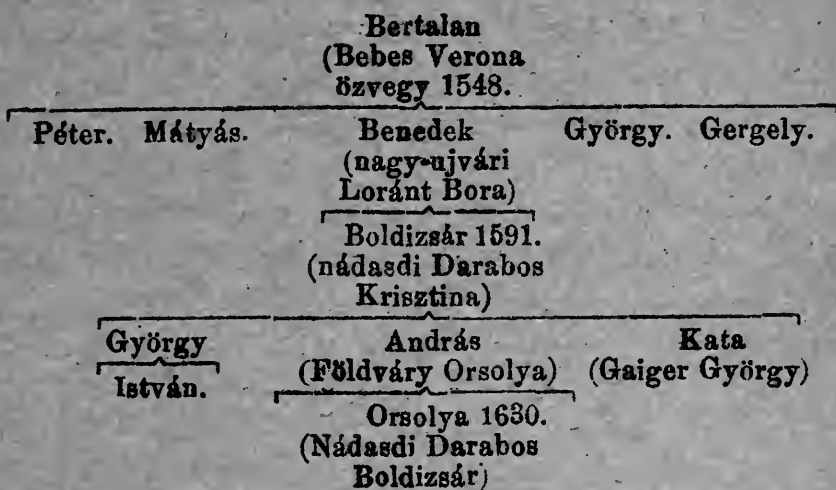 Bertalan
(Bebes Verona
özvegy 1548.
Péter. Mátyás. Benedek György. Gergely.
(nagy-ujvári
Loránt Bora)
Boldizsár 1591.
(nádasdi Darabos
Krisztina)
György András Kata
István. (Földváry Orsolya) (Gaiger György)
Orsolya 1630.
(Nádasdi Darabos
Boldizsár)